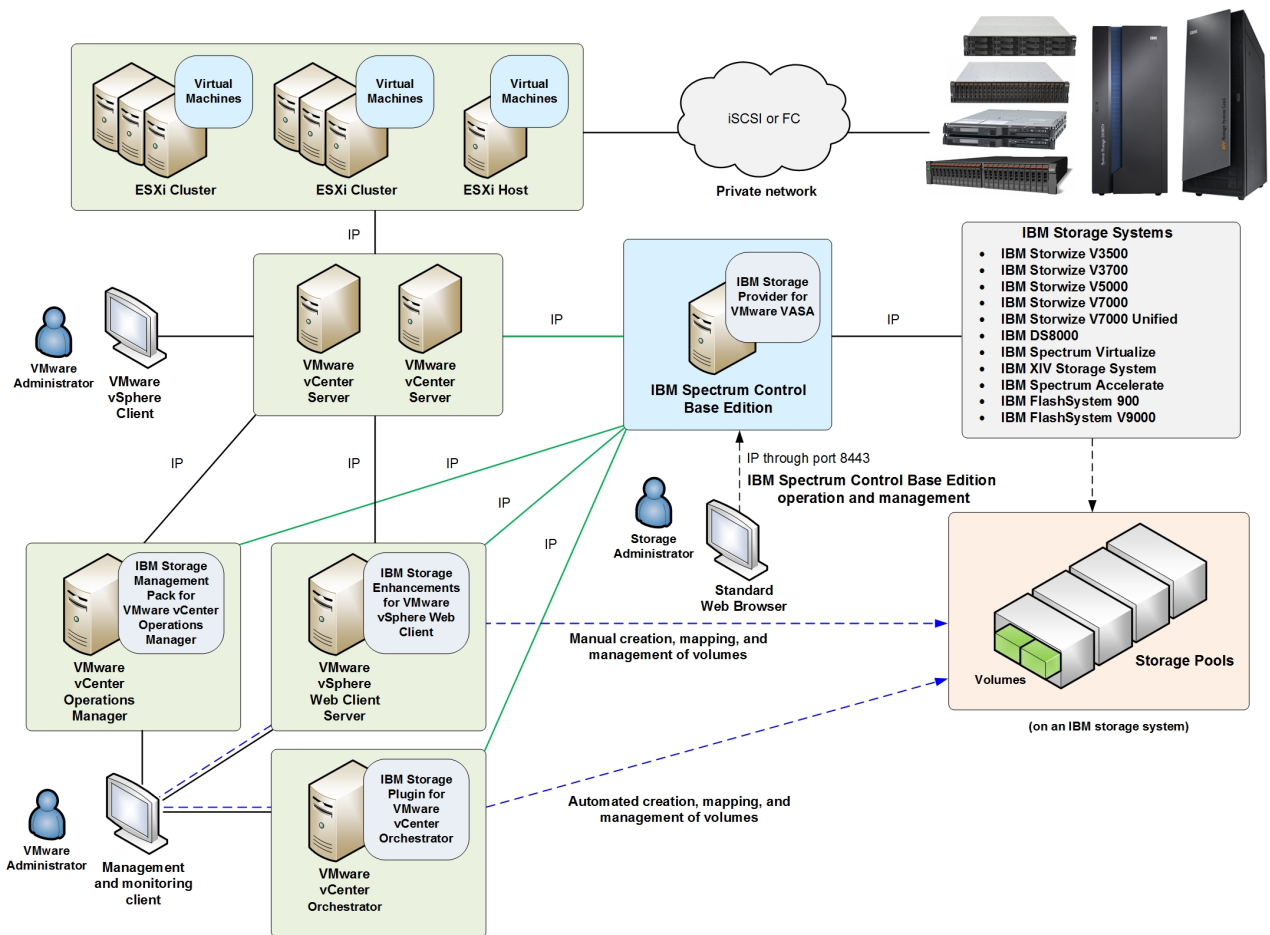 Virtual
Machines
Virtual
Machines
Virtual
Machines
ESXi Cluster
ESXi Cluster
ESXi Host
iSCSI or FC
Private network
IP
IBM Storage Systems
• IBM Storwize V3500
• IBM Storwize V3700
• IBM Storwize V5000
• IBM Storwize V7000
• IBM Storwize V7000 Unified
• IBM DS8000
• IBM Spectrum Virtualize
• IBM XIV Storage System
• IBM Spectrum Accelerate
• IBM FlashSystem 900
• IBM FlashSystem V9000
VMware
Administrator
VMware
vSphere
Client
VMware
vCenter
Server
VMware
vCenter
Server
IP
IBM Storage
Provider for
VMware VASA
IBM Spectrum Control
Base Edition
IP
IP
IP
IP
IP
IP
IP through port 8443
IBM Spectrum Control Base Edition
operation and management
Storage
Administrator
Standard
Web Browser
IBM Storage
Management
Pack for
VMware vCenter
Operations
Manager
VMware
vCenter
Operations
Manager
IBM Storage
Enhancements
for VMware
vSphere Web
Client
VMware
vSphere
Web Client
Server
Manual creation, mapping, and
management of volumes
Volumes
Storage Pools
(on an IBM storage system)
VMware
Administrator
Management
and monitoring
client
IBM Storage
Plugin for
VMware
vCenter
Orchestrator
VMware
vCenter
Orchestrator
Automated creation, mapping, and
management of volumes